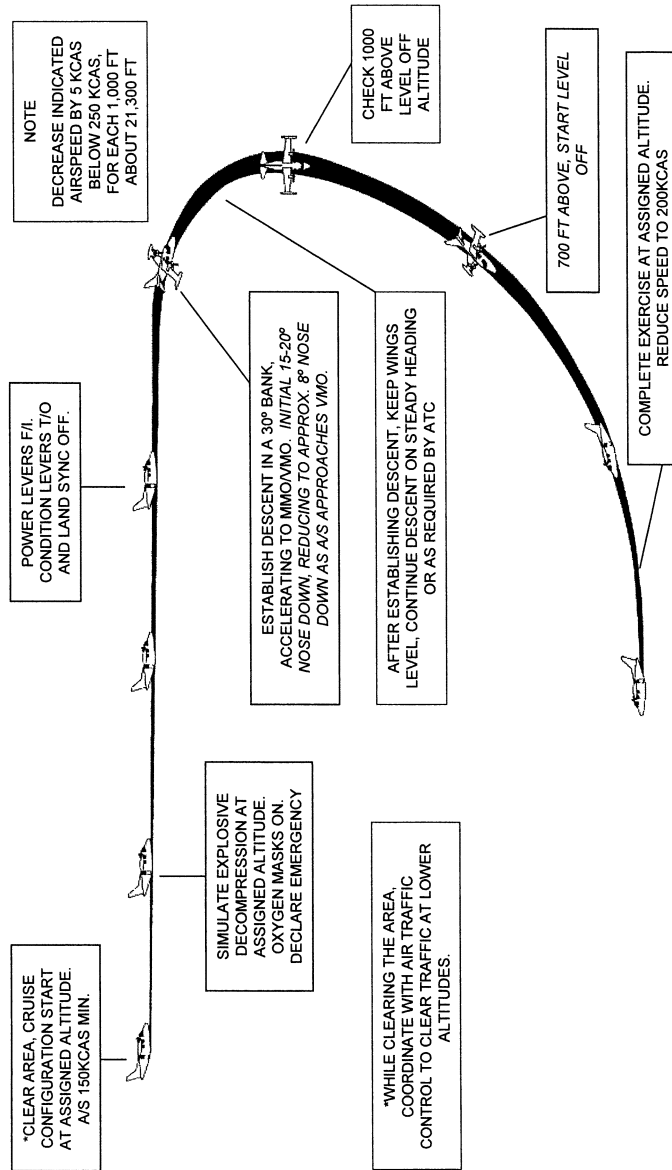 *CLEAR AREA, CRUISE
CONFIGURATION START
AT ASSIGNED ALTITUDE.
A/S 150KCAS MIN.
SIMULATE EXPLOSIVE
DECOMPRESSION AT
ASSIGNED ALTITUDE.
OXYGEN MASKS ON.
DECLARE EMERGENCY
POWER LEVERS F/I.
CONDITION LEVERS T/O
AND LAND SYNC OFF.
NOTE
DECREASE INDICATED
AIRSPEED BY 5 KCAS
BELOW 250 KCAS,
FOR EACH 1,000 FT
ABOUT 21,300 FT
ESTABLISH DESCENT IN A 30º BANK,
ACCELERATING TO MMO/VMO. INITIAL 15-20º
NOSE DOWN, REDUCING TO APPROX. 8º NOSE
DOWN AS A/S APPROACHES VMO.
AFTER ESTABLISHING DESCENT, KEEP WINGS
LEVEL, CONTINUE DESCENT ON STEADY HEADING
OR AS REQUIRED BY ATC
CHECK 1000
FT ABOVE
LEVEL OFF
ALTITUDE
700 FT ABOVE, START LEVEL
OFF
COMPLETE EXERCISE AT ASSIGNED ALTITUDE.
REDUCE SPEED TO 200KCAS
*WHILE CLEARING THE AREA,
COORDINATE WITH AIR TRAFFIC
CONTROL TO CLEAR TRAFFIC AT LOWER
ALTITUDES.